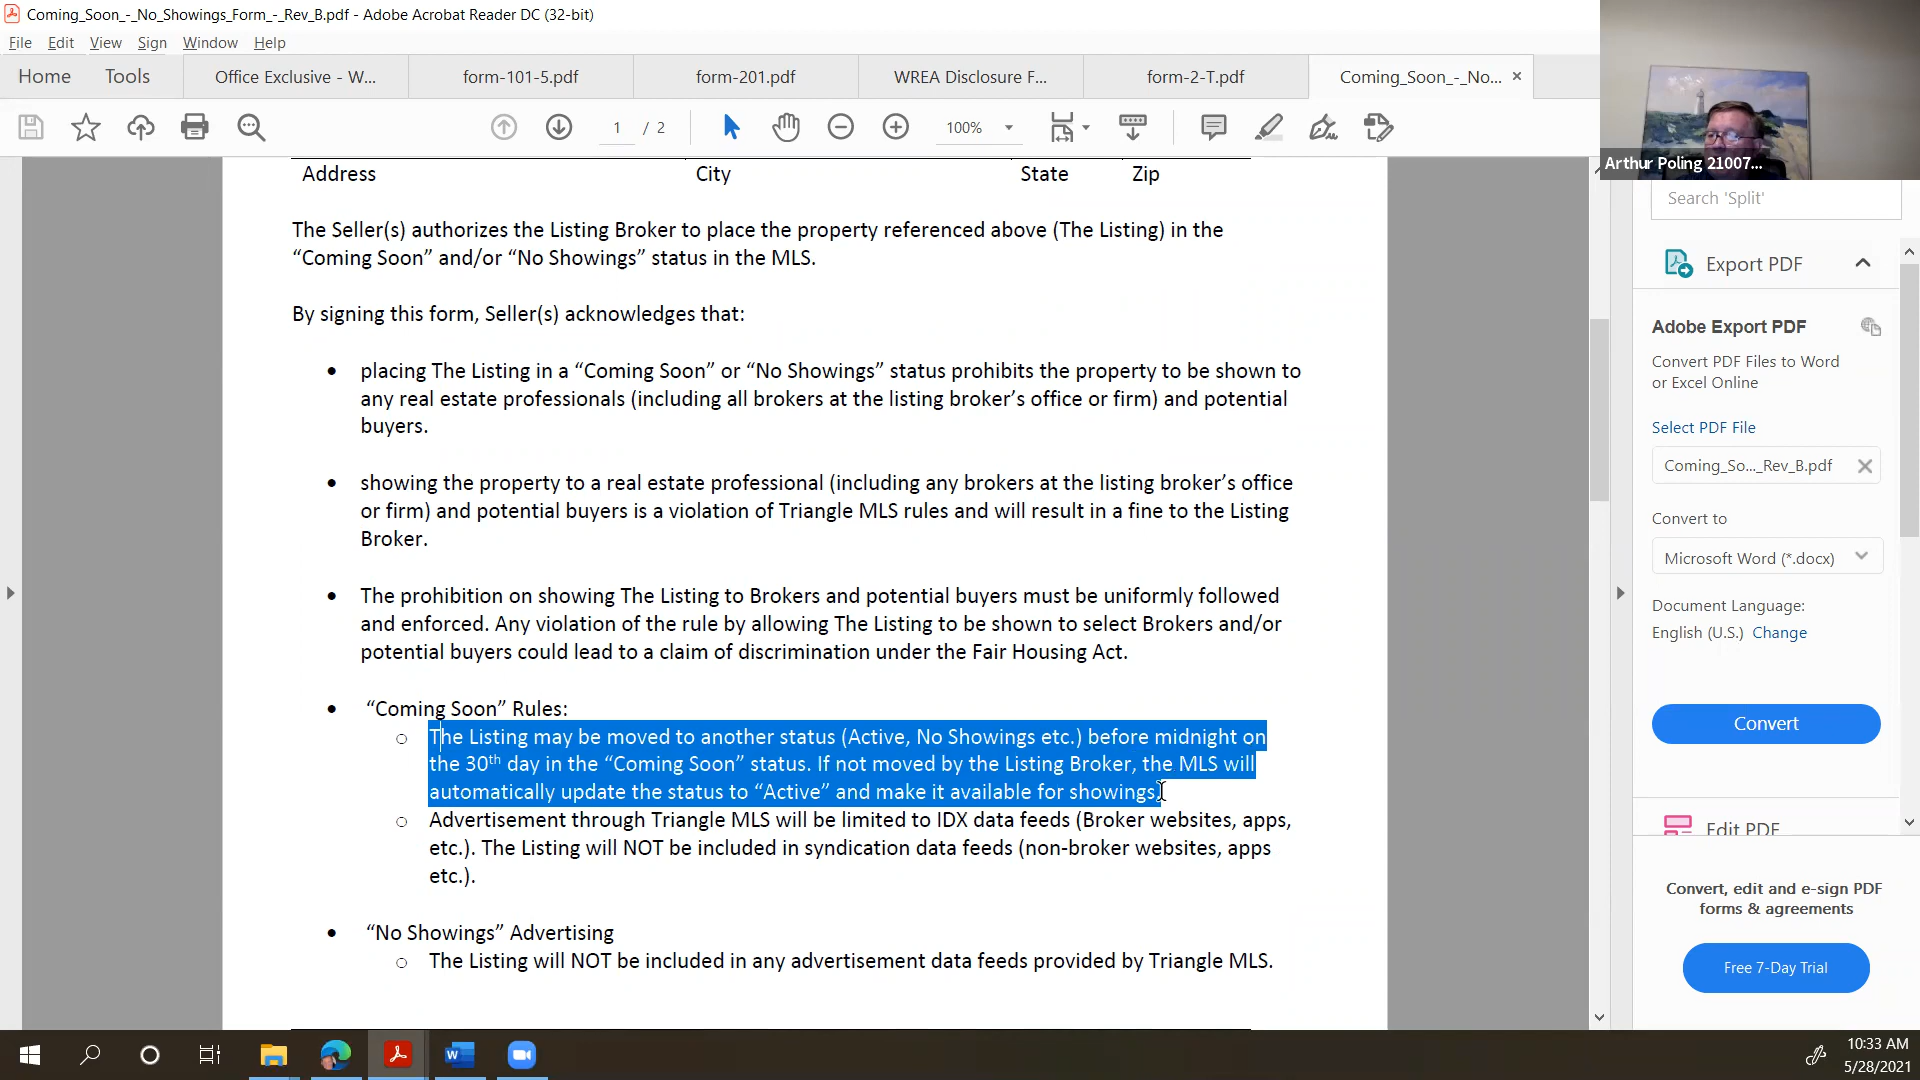 Coming_Soon_-_No_Showings_Form_-_Rev_B.pdf - Adobe Acrobat Reader DC (32-bit)
File Edit View Sign Window Help
Home Tools Office Exclusive - W... form-101-5.pdf form-201.pdf WREA Disclosure F... form-2-T.pdf Coming_Soon_-_No...
1 / 2 100%
Arthur Poling 21007...
Address City State Zip
The Seller(s) authorizes the Listing Broker to place the property referenced above (The Listing) in the
“Coming Soon” and/or “No Showings” status in the MLS.
By signing this form, Seller(s) acknowledges that:
• placing The Listing in a “Coming Soon” or “No Showings” status prohibits the property to be shown to
any real estate professionals (including all brokers at the listing broker’s office or firm) and potential
buyers.
• showing the property to a real estate professional (including any brokers at the listing broker’s office
or firm) and potential buyers is a violation of Triangle MLS rules and will result in a fine to the Listing
Broker.
• The prohibition on showing The Listing to Brokers and potential buyers must be uniformly followed
and enforced. Any violation of the rule by allowing The Listing to be shown to select Brokers and/or
potential buyers could lead to a claim of discrimination under the Fair Housing Act.
• “Coming Soon” Rules:
o The Listing may be moved to another status (Active, No Showings etc.) before midnight on
the 30th day in the “Coming Soon” status. If not moved by the Listing Broker, the MLS will
automatically update the status to “Active” and make it available for showings.
o Advertisement through Triangle MLS will be limited to IDX data feeds (Broker websites, apps,
etc.). The Listing will NOT be included in syndication data feeds (non-broker websites, apps
etc.).
• “No Showings” Advertising
o The Listing will NOT be included in any advertisement data feeds provided by Triangle MLS.
Search 'Split'
Export PDF
Adobe Export PDF
Convert PDF Files to Word
or Excel Online
Select PDF File
Coming_So..._Rev_B.pdf
Convert to
Microsoft Word (*.docx)
Document Language:
English (U.S.) Change
Convert
Edit PDF
Convert, edit and e-sign PDF
forms & agreements
Free 7-Day Trial
10:33 AM
5/28/2021